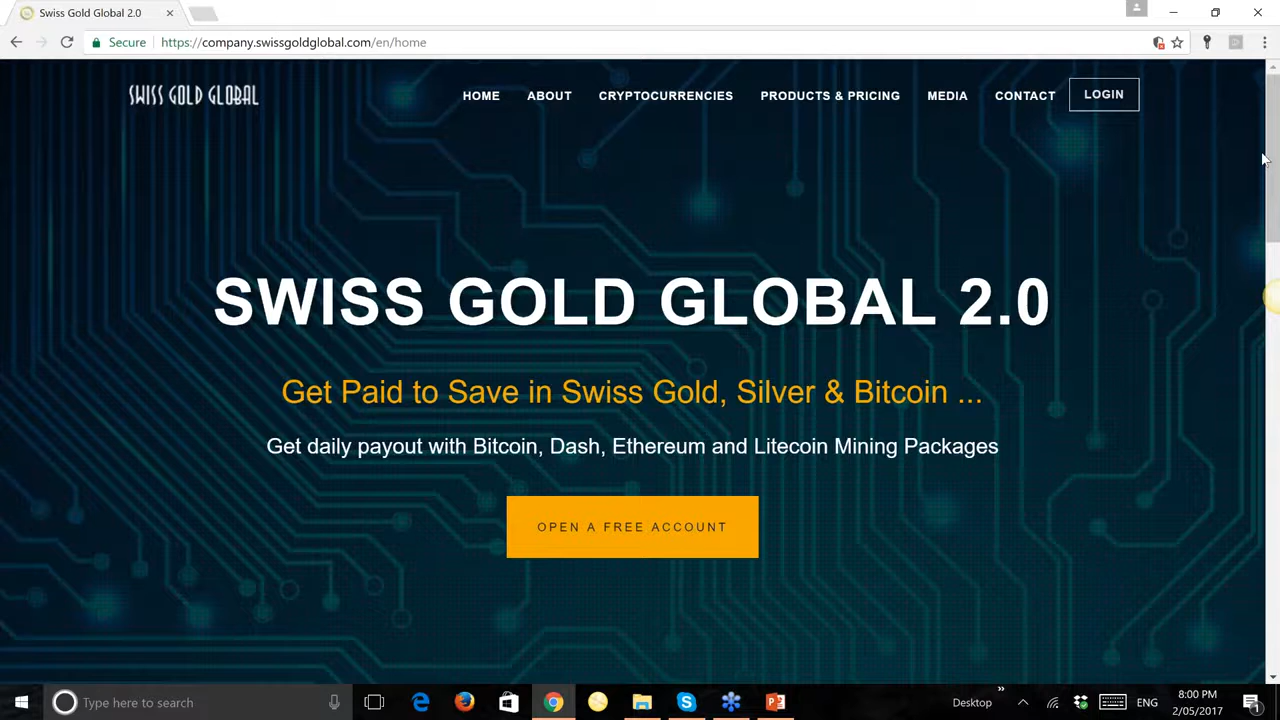 Swiss Gold Global 2.0
Secure
https://company.swissgoldglobal.com/en/home
SWISS GOLD GLOBAL
HOME
ABOUT
CRYPTOCURRENCIES
PRODUCTS & PRICING
MEDIA
CONTACT
LOGIN
SWISS GOLD GLOBAL 2.0
Get Paid to Save in Swiss Gold, Silver & Bitcoin ...
Get daily payout with Bitcoin, Dash, Ethereum and Litecoin Mining Packages
OPEN A FREE ACCOUNT
Type here to search
Desktop
ENG
8:00 PM
2/05/2017